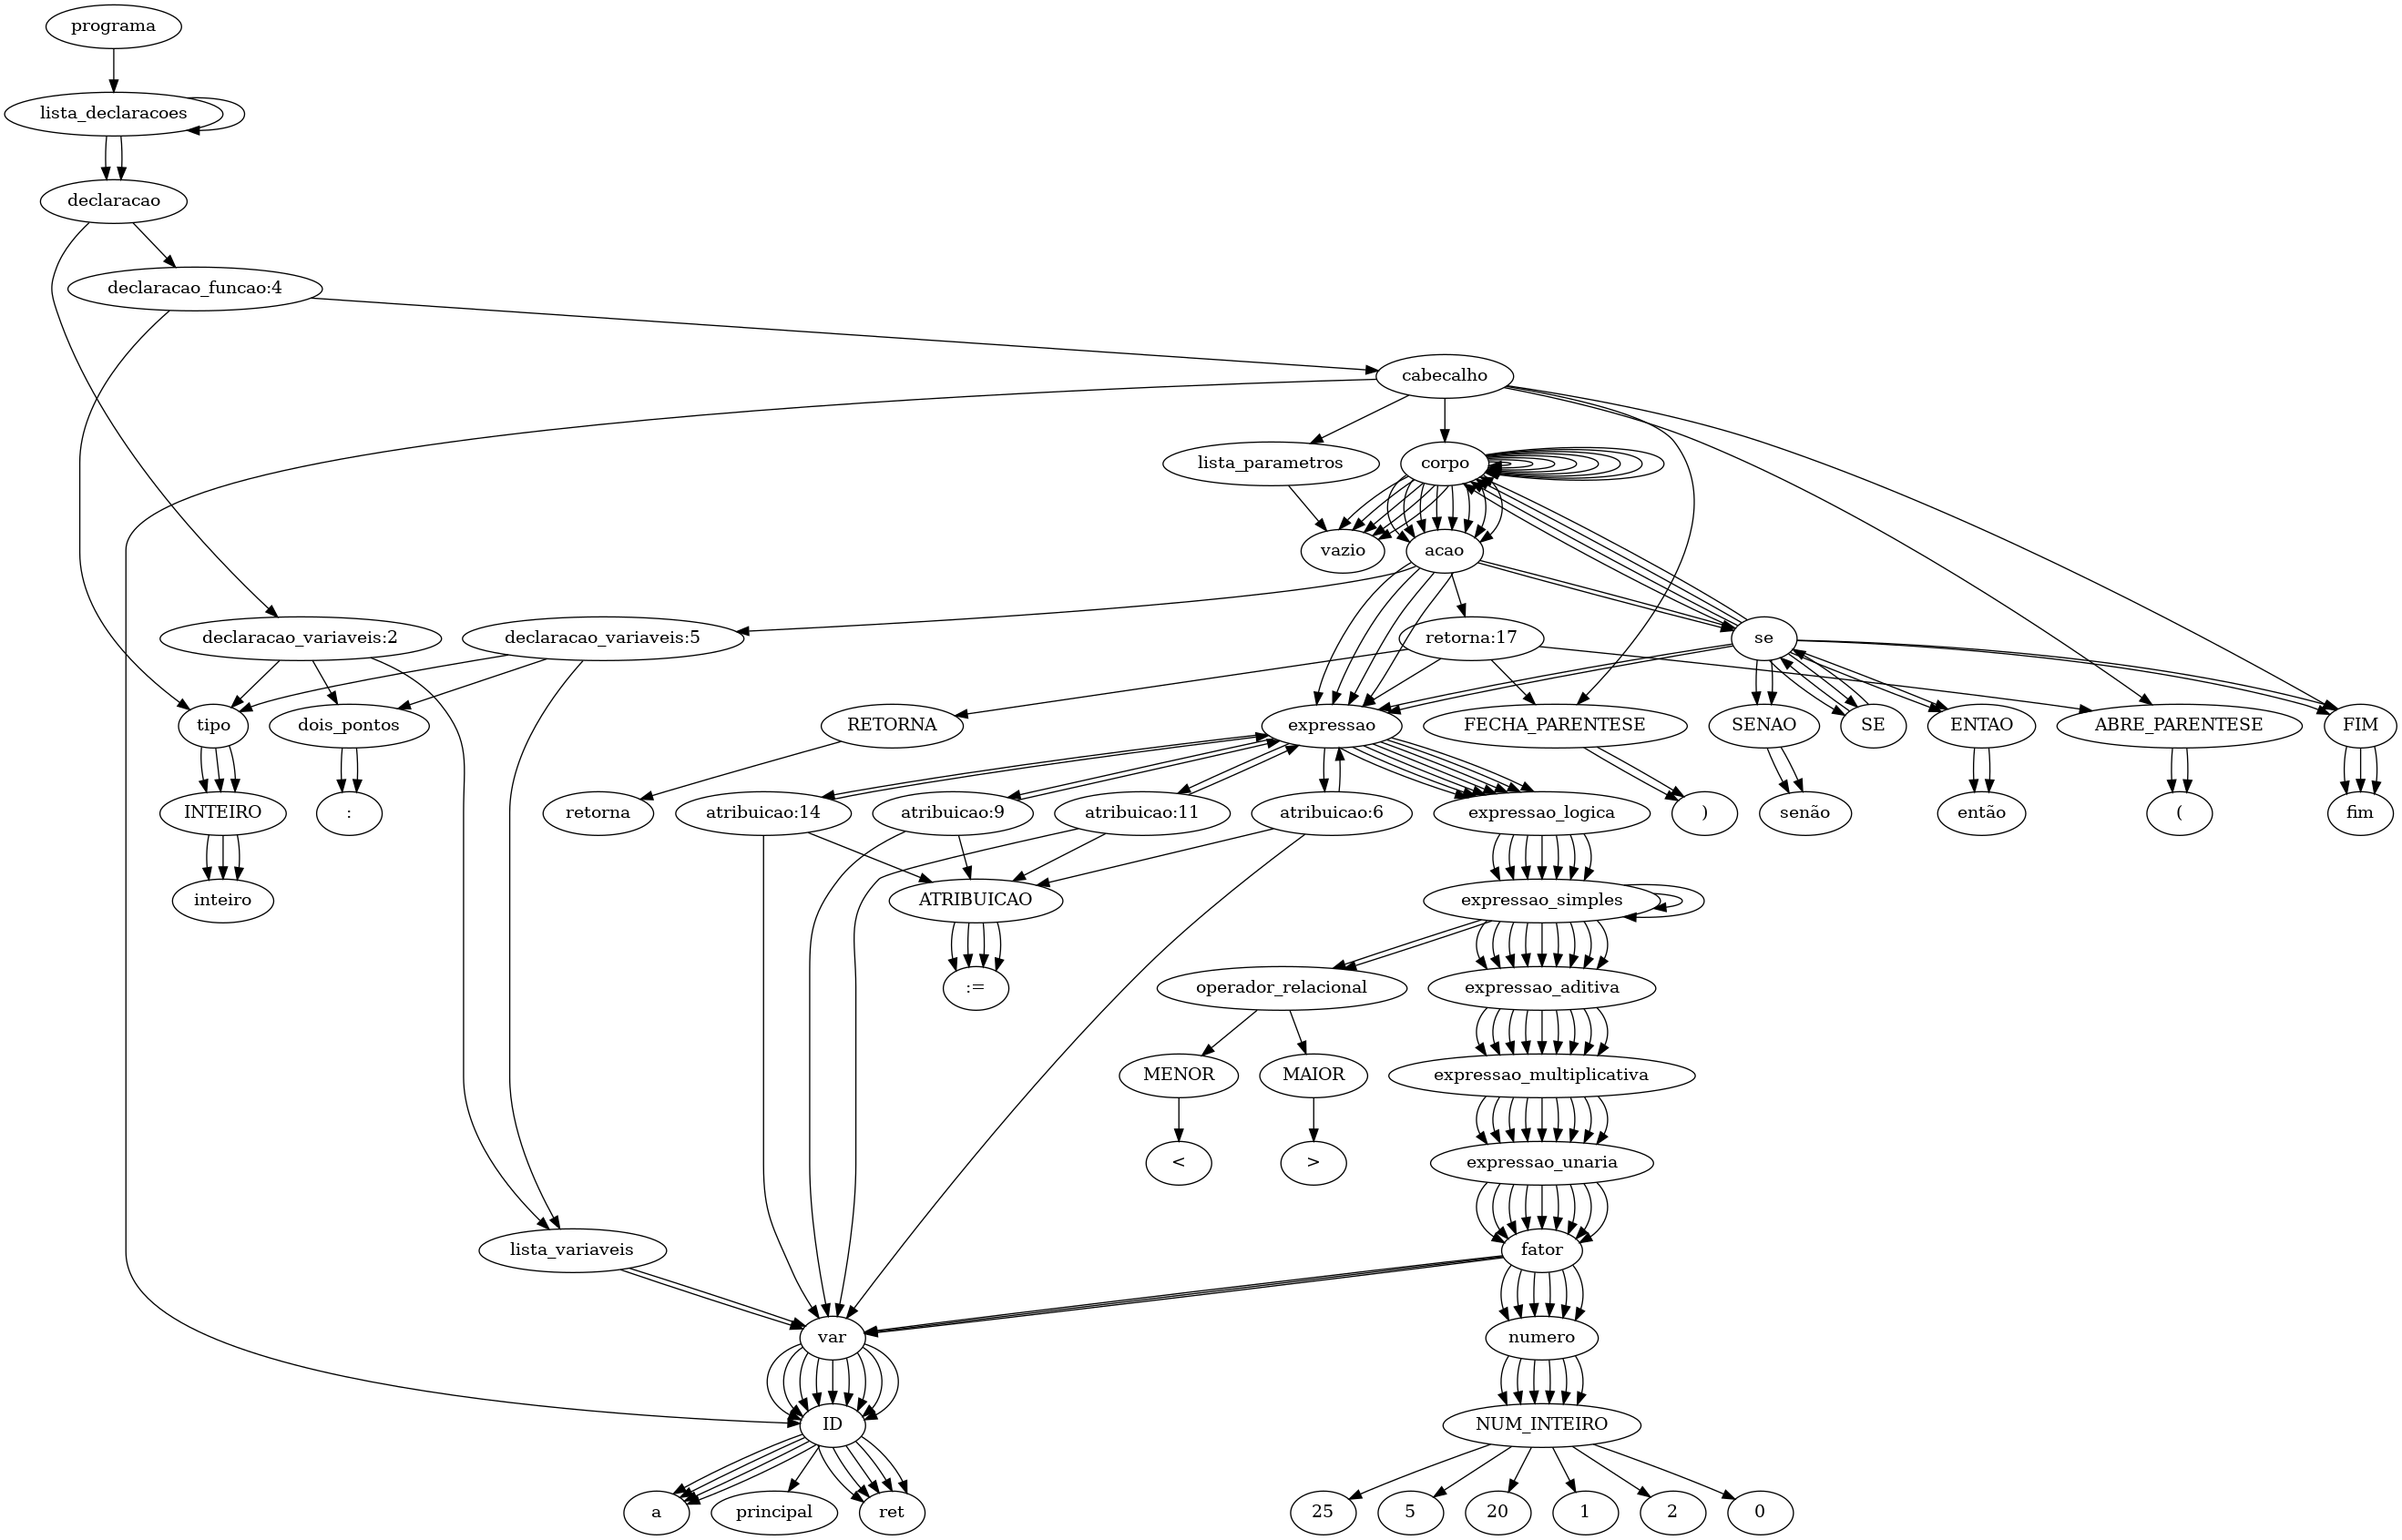 programa
lista_declaracoes
declaracao
declaracao_funcao:4
cabecalho
lista_parametros
corpo
vazio
acao
declaracao_variaveis:2
declaracao_variaveis:5
retorna:17
se
tipo
dois_pontos
RETORNA
expressao
FECHA_PARENTESE
SENAO
SE
ENTAO
ABRE_PARENTESE
FIM
INTEIRO
:
retorna
atribuicao:14
atribuicao:9
atribuicao:11
atribuicao:6
expressao_logica
)
senão
então
(
fim
inteiro
ATRIBUICAO
expressao_simples
:=
operador_relacional
expressao_aditiva
MENOR
MAIOR
expressao_multiplicativa
<
>
expressao_unaria
lista_variaveis
fator
var
numero
ID
NUM_INTEIRO
a
principal
ret
25
5
20
1
2
0